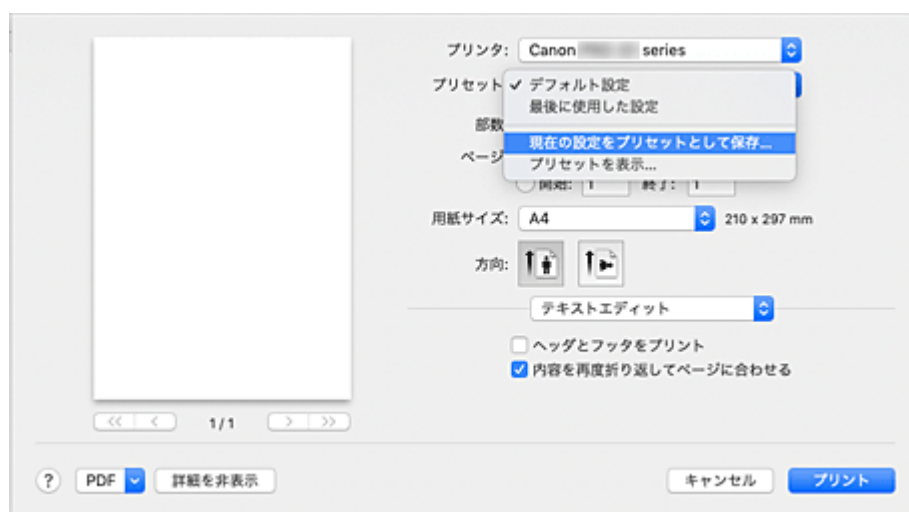 プリンタ: Canon series
プリセット ✓ デフォルト設定
最後に使用した設定
部数
現在の設定をプリセットとして保存...
ページ
プリセットを表示...
開始: 1 終了: 1
用紙サイズ: A4 210 x 297 mm
方向:
テキストエディット
ヘッダとフッタをプリント
内容を再度折り返してページに合わせる
<< < 1/1 > >>
? PDF 詳細を非表示 キャンセル プリント